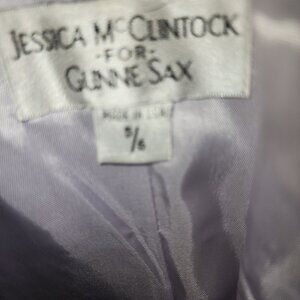 JESSICA McCLINTOCK
-FOR-
GUNNE SAX
MADE IN USA
5/6